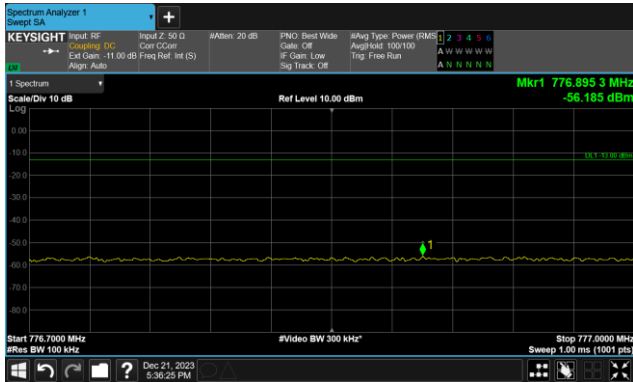 Spectrum Analyzer 1
Swept SA
KEYSIGHT Input: RF Input Z: 50 Ω #Atten: 20 dB PNO: Best Wide #Avg Type: Power (RMS 1 2 3 4 5 6
Coupling: DC Corr CCorr Gate: Off Avg|Hold: 100/100 A W W W W W
Ext Gain: -11.00 dB Freq Ref: Int (S) IF Gain: Low Trig: Free Run
Align: Auto Sig Track: Off A N N N N N
1 Spectrum
Mkr1 776.895 3 MHz
Scale/Div 10 dB Ref Level 10.00 dBm -56.185 dBm
Log
0.00
-10.0
DL1 -13.00 dBm
-20.0
-30.0
-40.0
-50.0
1
-60.0
-70.0
-80.0
Start 776.7000 MHz #Video BW 300 kHz* Stop 777.0000 MHz
#Res BW 100 kHz Sweep 1.00 ms (1001 pts)
? Dec 21, 2023
5:36:25 PM